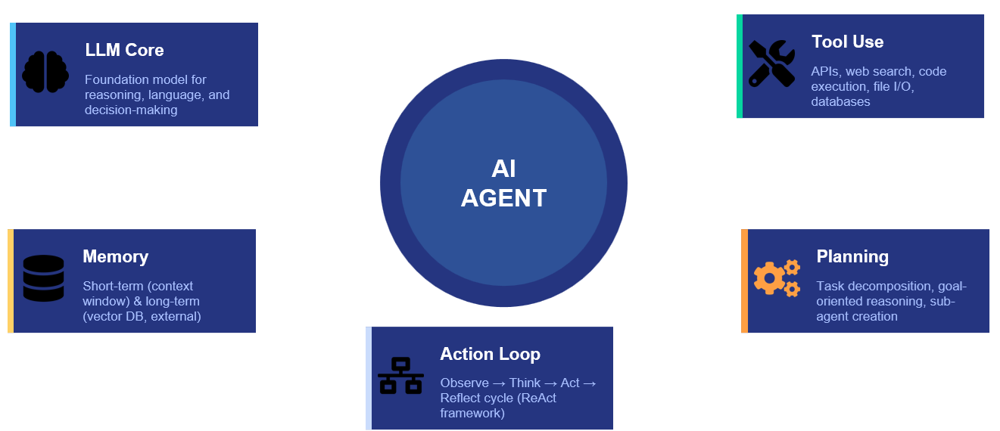 LLM Core
Foundation model for
reasoning, language, and
decision-making
Tool Use
APIs, web search, code
execution, file I/O,
databases
AI
AGENT
Memory
Short-term (context
window) & long-term
(vector DB, external)
Planning
Task decomposition, goal-
oriented reasoning, sub-
agent creation
Action Loop
Observe → Think → Act →
Reflect cycle (ReAct
framework)